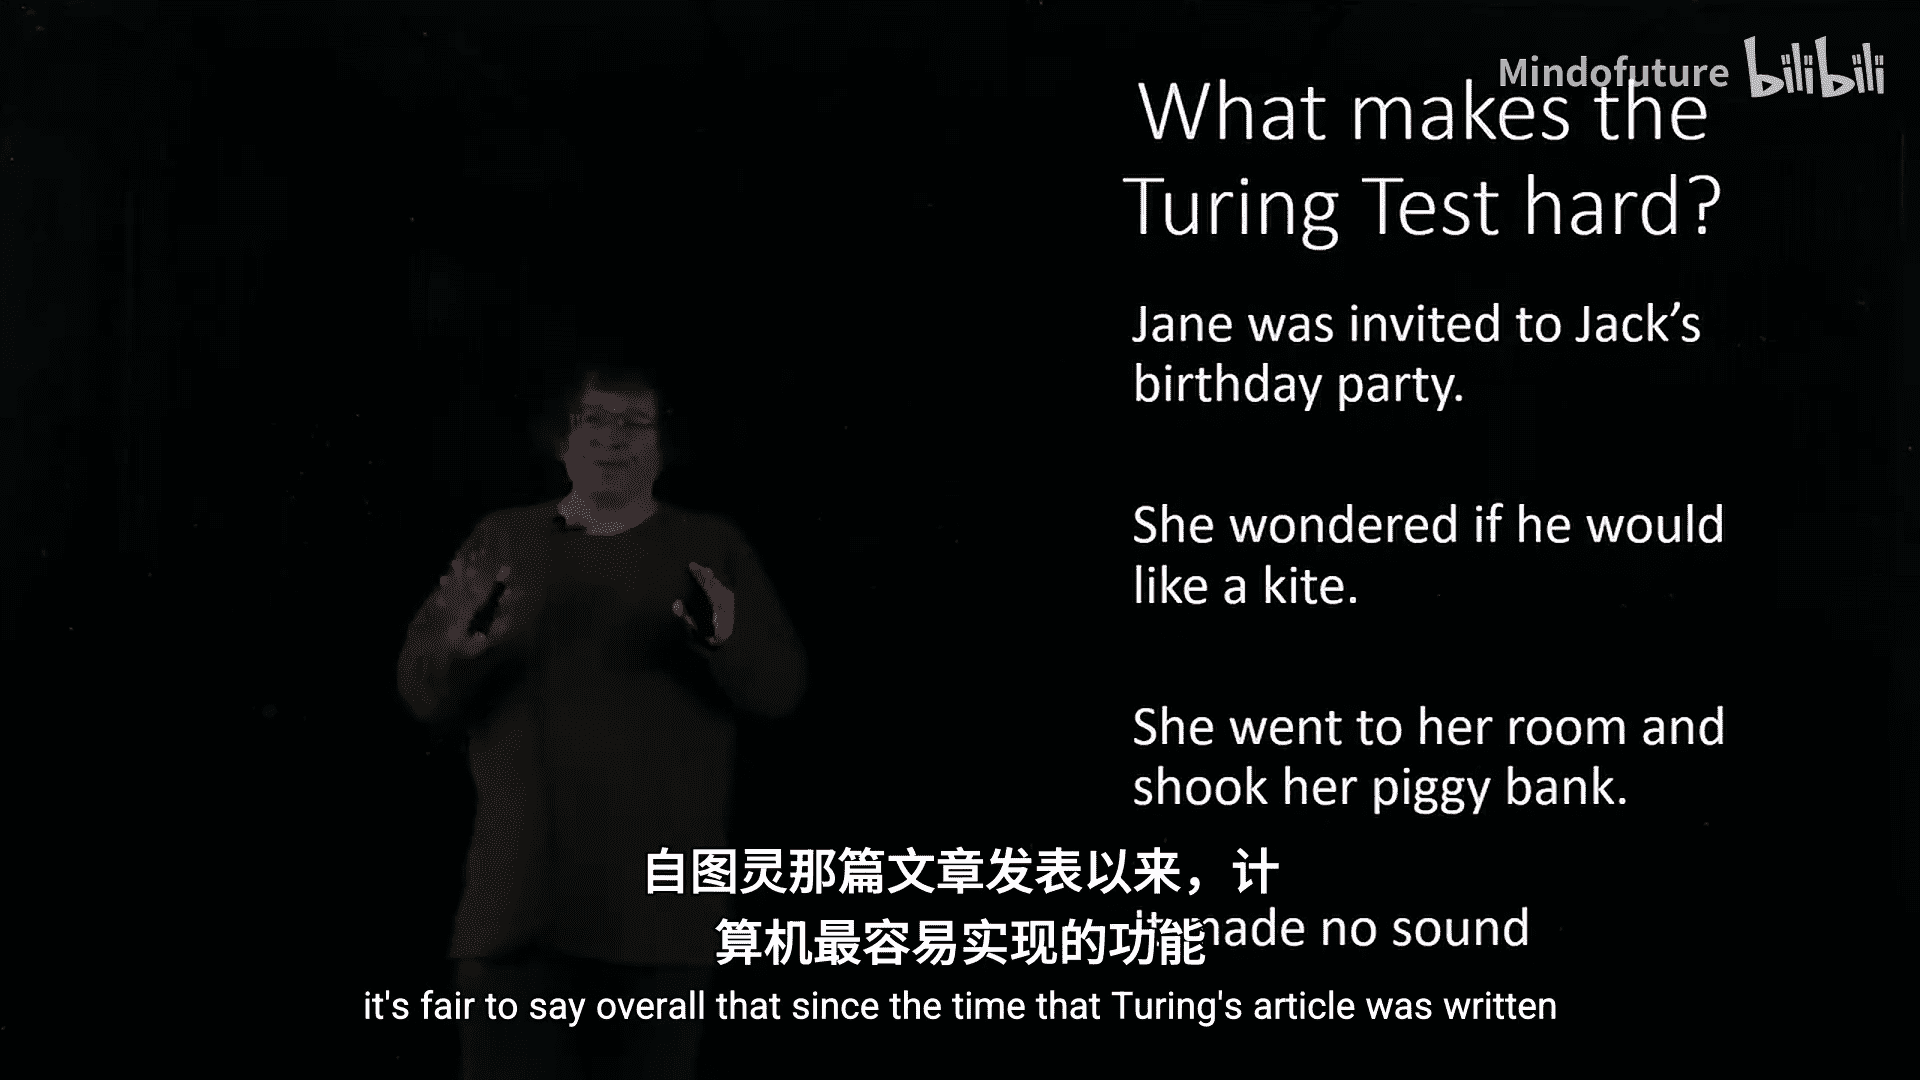 Mindofuture bilibili
What makes the
Turing Test hard?
Jane was invited to Jack’s
birthday party.
She wondered if he would
like a kite.
She went to her room and
shook her piggy bank.
It made no sound
自图灵那篇文章发表以来，计
算机最容易实现的功能
it's fair to say overall that since the time that Turing's article was written